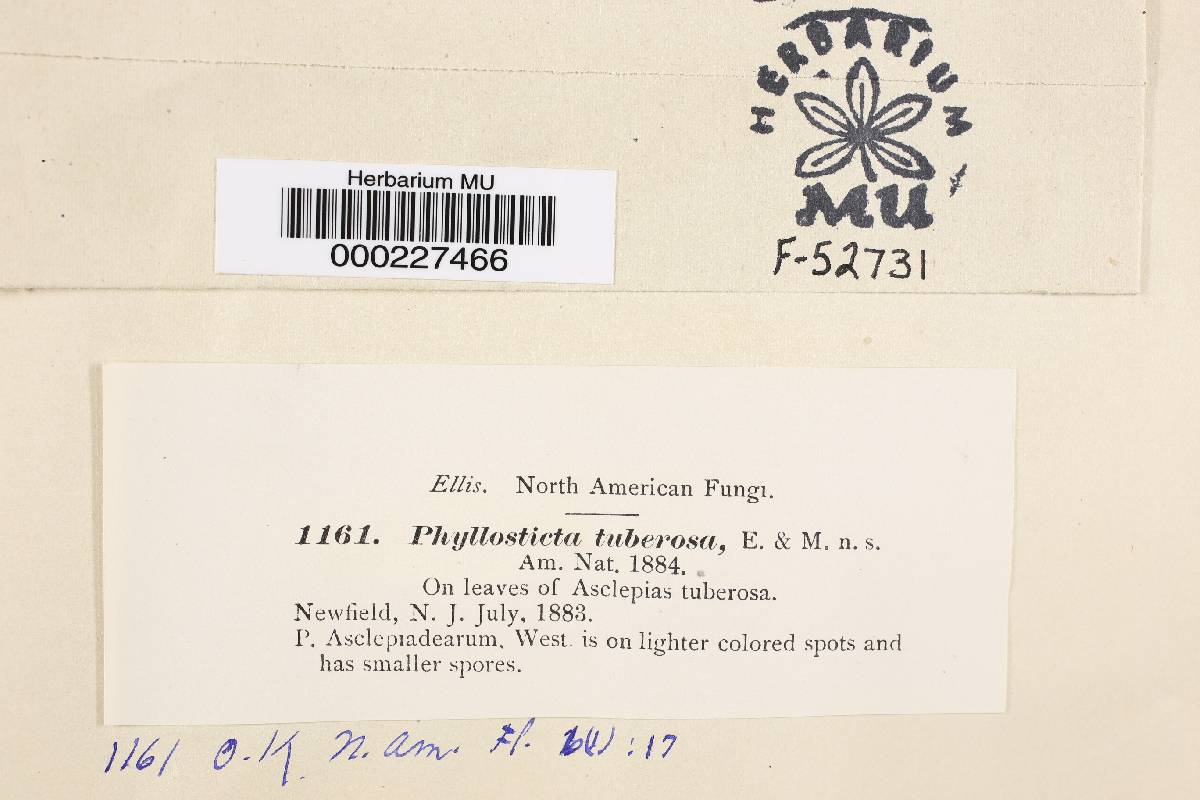 HERBARIUM
MU
F-52731
Herbarium MU
000227466
Ellis. North American Fungi.
1161. Phyllosticta tuberosa, E. & M. n. s.
Am. Nat. 1884.
On leaves of Asclepias tuberosa.
Newfield, N. J. July, 1883.
P. Asclepiadearum, West. is on lighter colored spots and
has smaller spores.
1161 O.K. N. Am. Fl. : 17